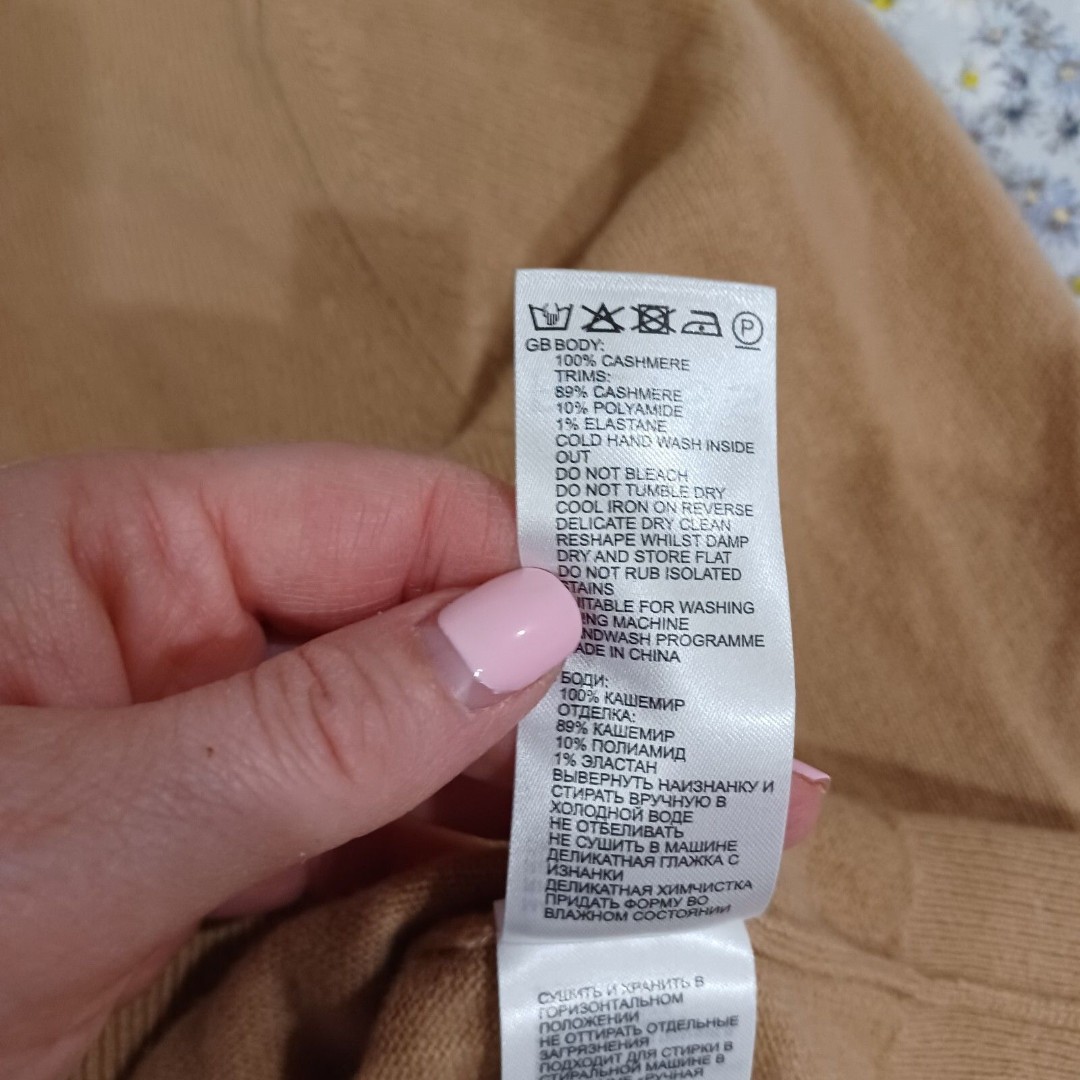 P
GB BODY:
100% CASHMERE
TRIMS:
89% CASHMERE
10% POLYAMIDE
1% ELASTANE
COLD HAND WASH INSIDE
OUT
DO NOT BLEACH
DO NOT TUMBLE DRY
COOL IRON ON REVERSE
DELICATE DRY CLEAN
RESHAPE WHILST DAMP
DRY AND STORE FLAT
DO NOT RUB ISOLATED
FOR WASHING
MACHINE
PROGRAMME
IN CHINA
БОДИ:
100% КАШЕМИР
ОТДЕЛКА:
89% КАШЕМИР
10% ПОЛИАМИД
1% ЭЛАСТАН
ВЫВЕРНУТЬ НАИЗНАНКУ И
СТИРАТЬ ВРУЧНУЮ В
ХОЛОДНОЙ ВОДЕ
НЕ ОТБЕЛИВАТЬ
НЕ СУШИТЬ В МАШИНЕ
ДЕЛИКАТНАЯ ГЛАЖКА С
ИЗНАНКИ
ДЕЛИКАТНАЯ ХИМЧИСТКА
ПРИДАТЬ ФОРМУ ВО
ВЛАЖНОМ СОСТОЯНИИ
СУШИТЬ И ХРАНИТЬ В
ГОРИЗОНТАЛЬНОМ
ПОЛОЖЕНИИ
НЕ ОТТИРАТЬ ОТДЕЛЬНЫЕ
ЗАГРЯЗНЕНИЯ
ПОДХОДИТ ДЛЯ СТИРКИ В
СТИРАЛЬНОЙ МАШИНЕ В